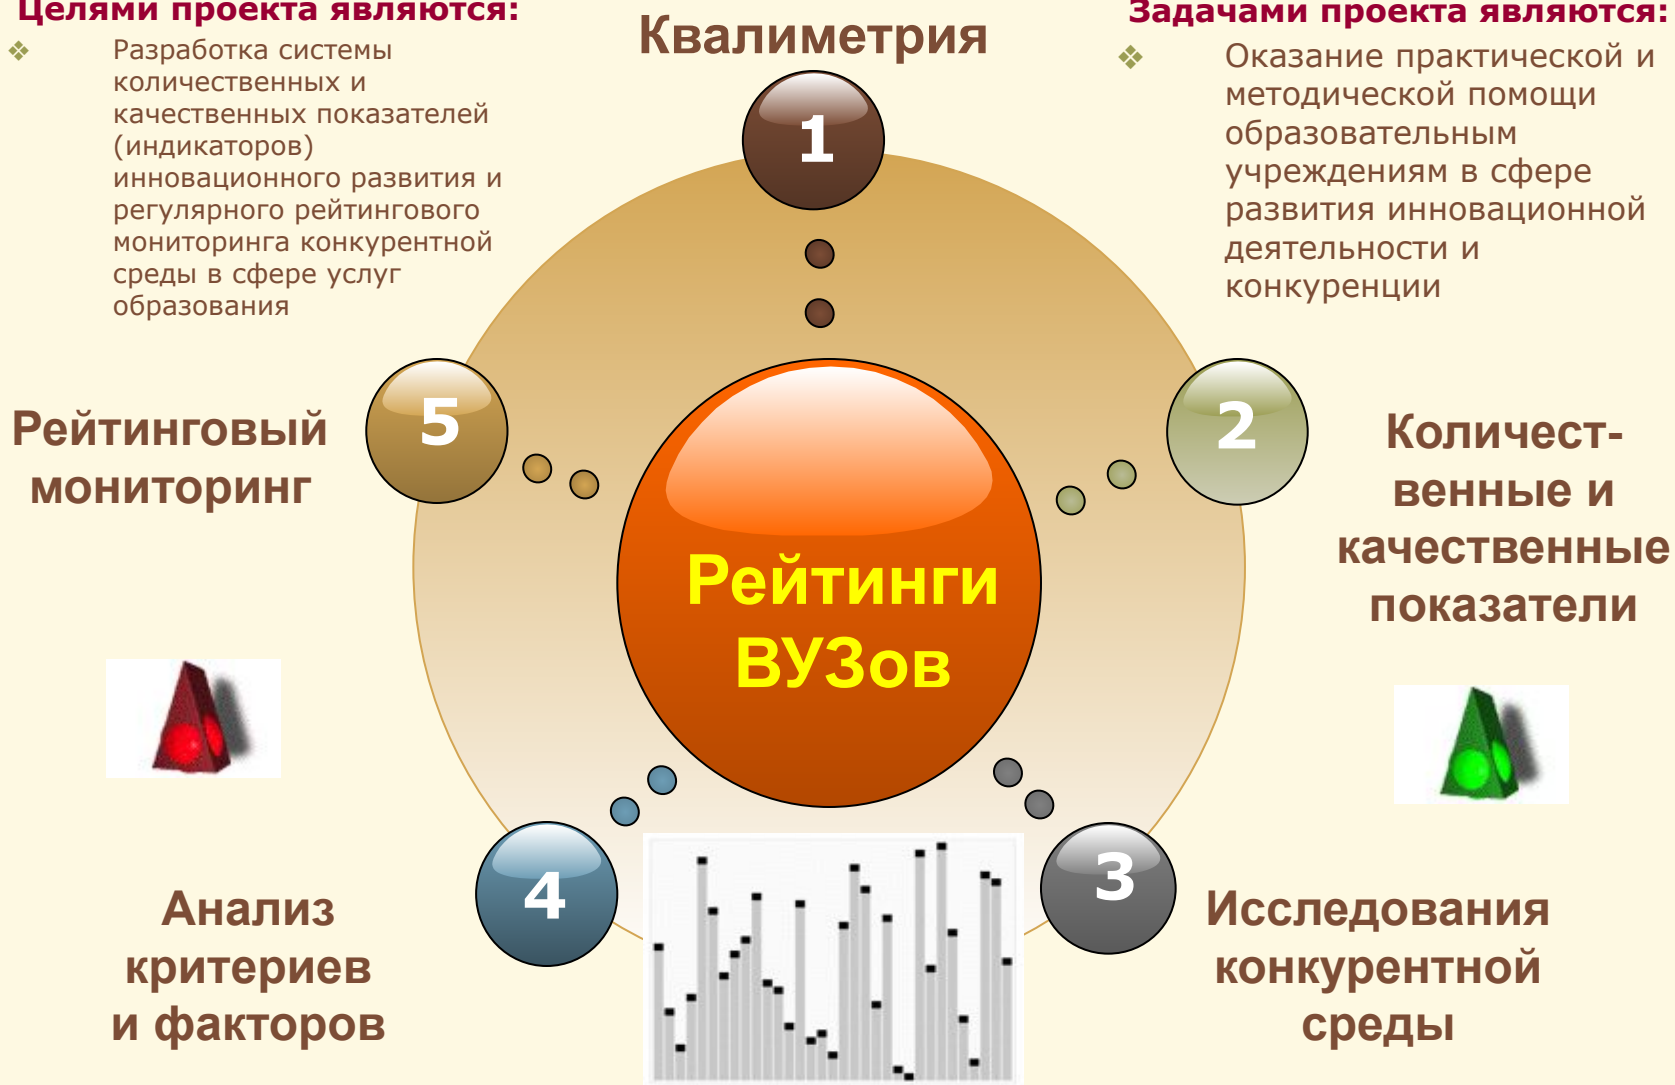 Целями проекта являются:
Разработка системы
количественных и
качественных показателей
(индикаторов)
инновационного развития и
регулярного рейтингового
мониторинга конкурентной
среды в сфере услуг
образования
Квалиметрия
1
Задачами проекта являются:
Оказание практической и
методической помощи
образовательным
учреждениям в сфере
развития инновационной
деятельности и
конкуренции
Рейтинговый
мониторинг
5
2
Количест-
венные и
качественные
показатели
Рейтинги
ВУЗов
4
Анализ
критериев
и факторов
3
Исследования
конкурентной
среды